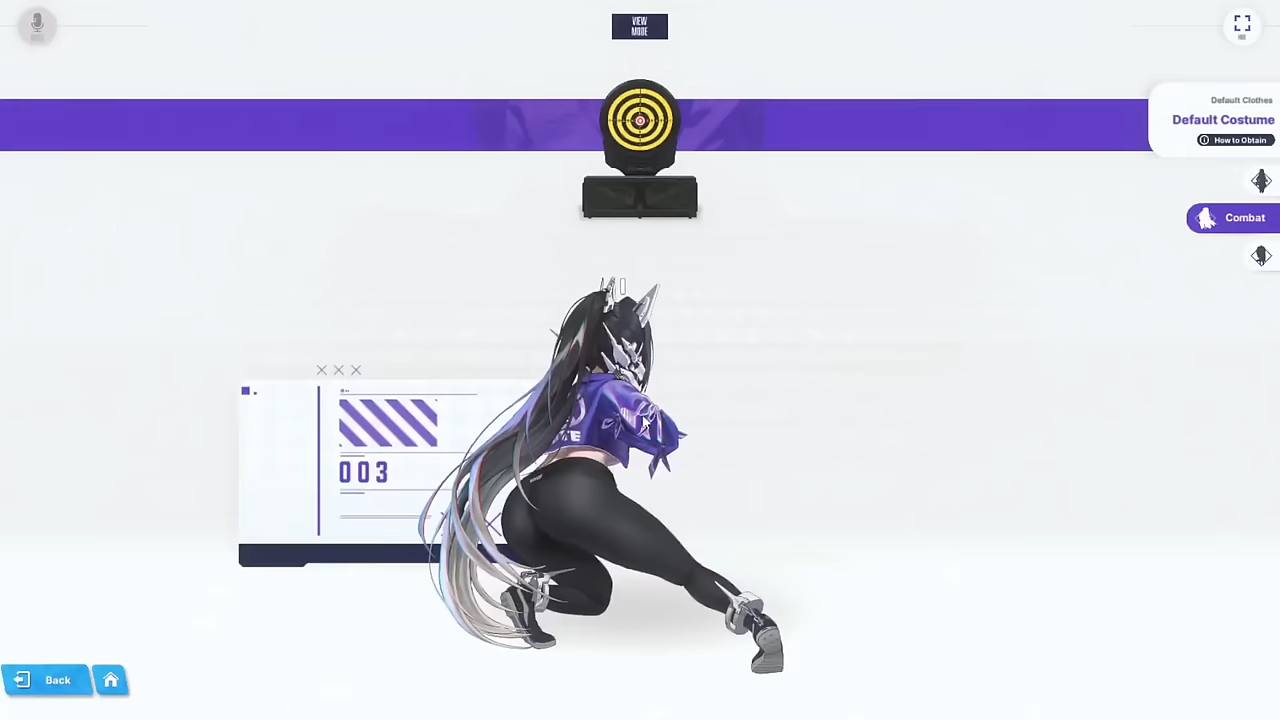 VIEW
MODE
Default Clothes
Default Costume
How to Obtain
Combat
003
Back